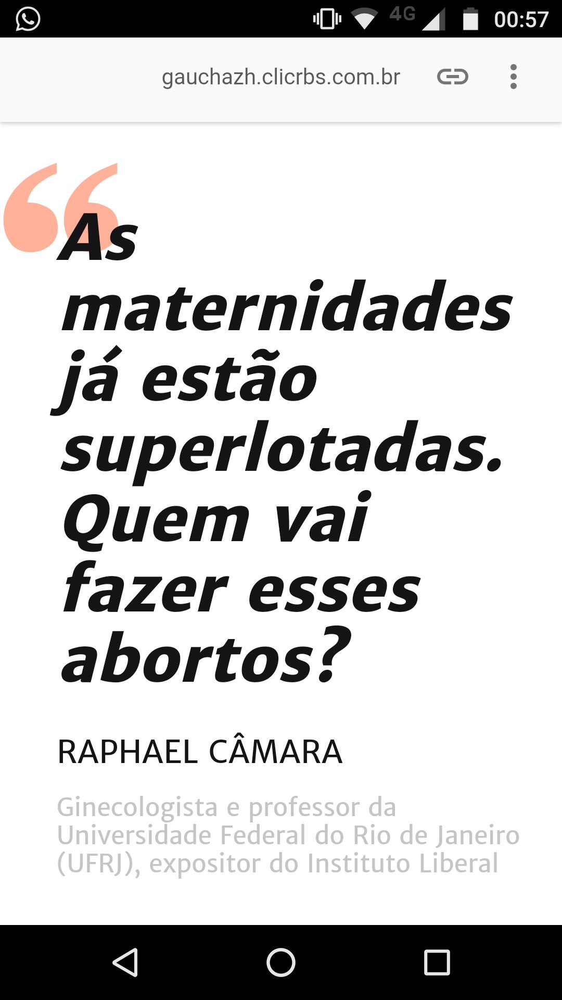 4G 00:57
gauchazh.clicrbs.com.br
“As
maternidades
já estão
superlotadas.
Quem vai
fazer esses
abortos?
RAPHAEL CÂMARA
Ginecologista e professor da
Universidade Federal do Rio de Janeiro
(UFRJ), expositor do Instituto Liberal